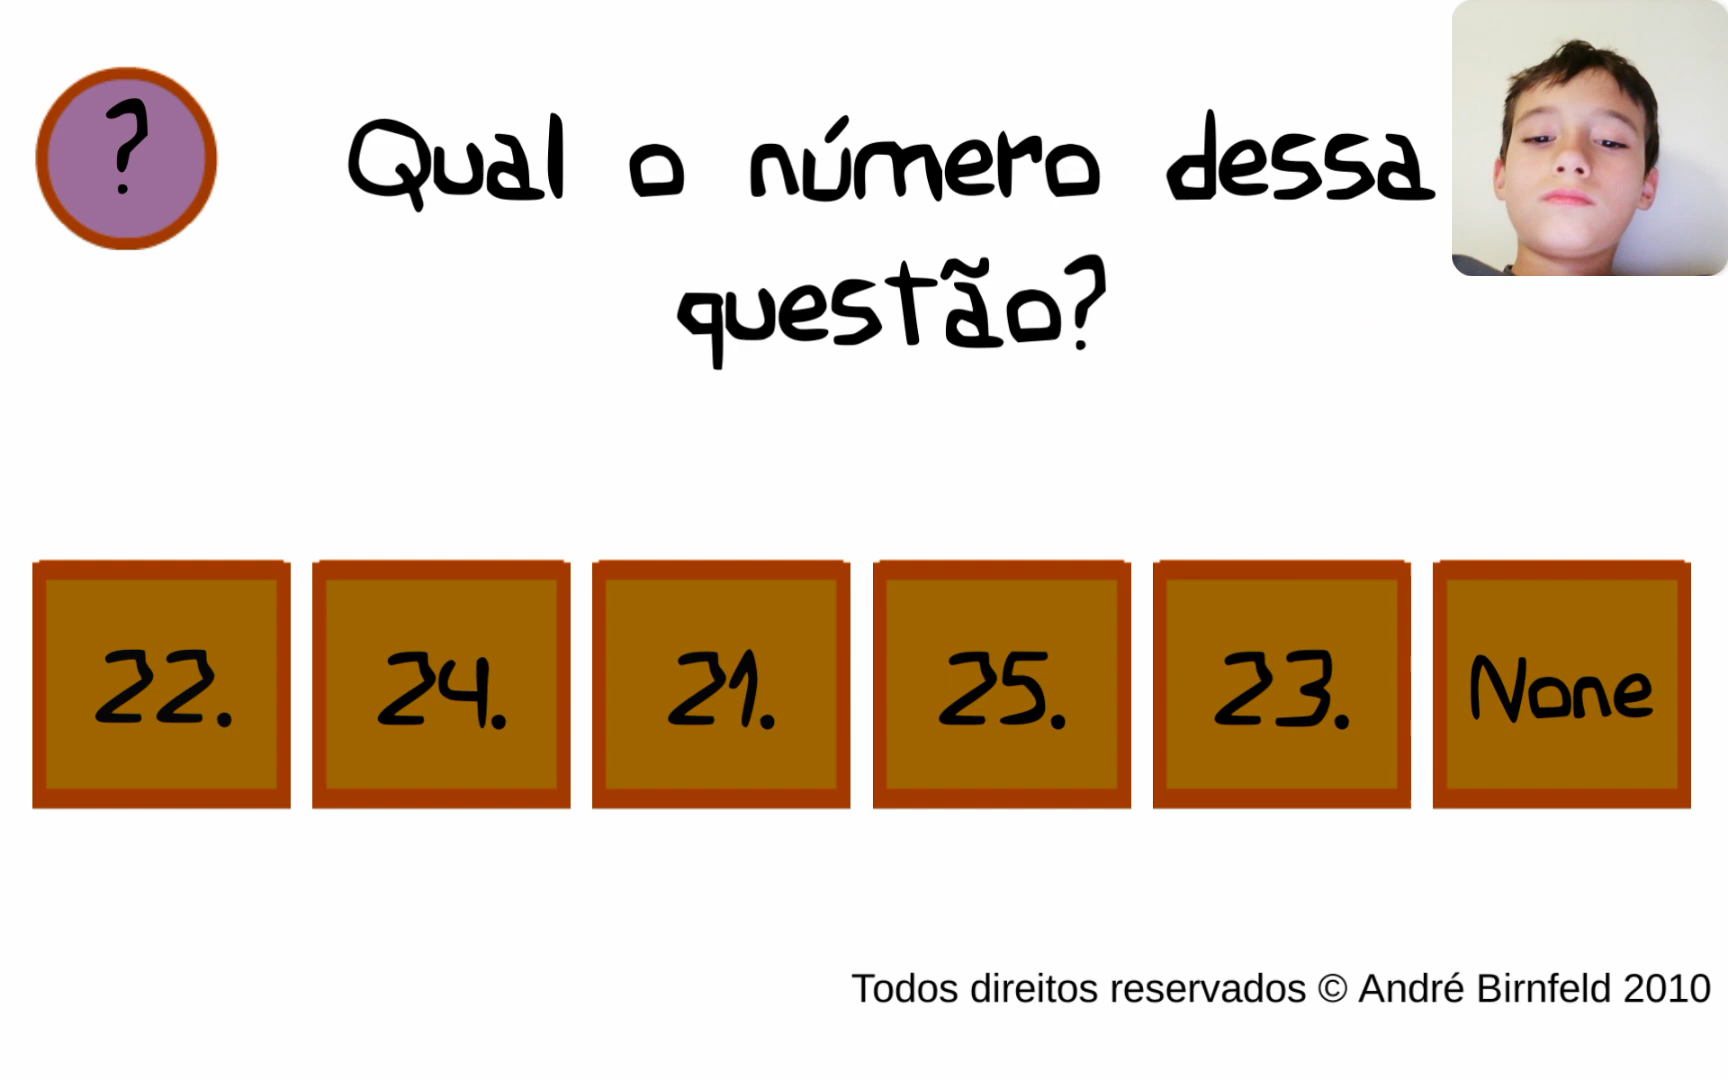 ?
Qual o número dessa
questão?
22. 24. 21. 25. 23. None
Todos direitos reservados © André Birnfeld 2010